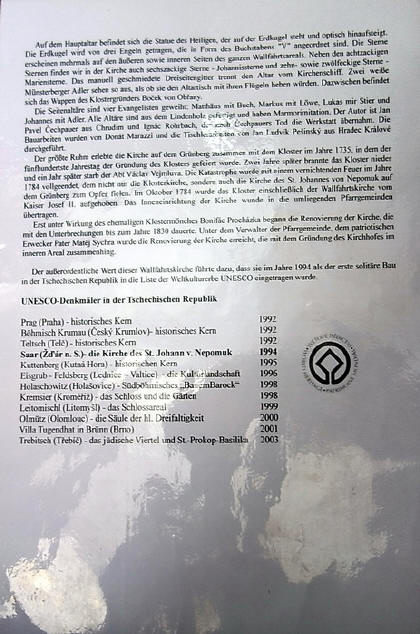 Auf dem Hauptaltar befindet sich die Statue des Heiligen, der auf der Erdkugel steht und optisch hinaufsteigt.
Die Erdkugel wird von drei Engeln getragen, die in Form des Buchstabens "V" angeordnet sind. Die Sterne
erscheinen mehrmals auf den äußeren sowie inneren Seiten des ganzen Wallfahrtsareals. Neben den achtzackigen
Sternen finden wir in der Kirche auch sechszackige Sterne - Johannissterne und zehn- sowie zwölfzackige Sterne -
Mariensterne. Das manuell geschmiedete Dreiseitengitter trennt den Altar vom Kirchenschiff. Zwei weiße
Münsterberger Adler sehen so aus, als ob sie den Altartisch mit ihren Flügeln heben würden. Dazwischen befindet
sich das Wappen des Klostergründers Boček von Obřany.
Die Seitenaltäre sind vier Evangelisten geweiht; Matthäus mit Buch, Markus mit Löwe, Lukas mir Stier und
Johannes mit Adler. Alle Altäre sind aus dem Lindenholz gefertigt und haben Marmorimitation. Der Autor ist Jan
Pavel Čechpauer aus Chrudim und Ignác Rohrbach, der nach Čechpauers Tod die Werkstatt übernahm. Die
Bauarbeiten wurden von Donát Marazzi und die Tischlerarbeiten von Jan Ludvík Pelinský aus Hradec Králové
durchgeführt.
Der größte Ruhm erlebte die Kirche auf dem Grünberg zusammen mit dem Kloster im Jahre 1735, in dem der
fünfhundertste Jahrestag der Gründung des Klosters gefeiert wurde. Zwei Jahre später brannte das Kloster nieder
und ein Jahr später starb der Abt Václav Vejmluva. Die Katastrophe wurde mit einem vernichtenden Feuer im Jahre
1784 vollgeendet, dem nicht nur die Klosterkirche, sondern auch die Kirche des St. Johannes von Nepomuk auf
dem Grünberg zum Opfer fielen. Im Oktober 1784 wurde das Kloster einschließlich der Wallfahrtskirche vom
Kaiser Josef II. aufgehoben. Das Inneneinrichtung der Kirche wurde in die umliegenden Pfarrgemeinden
übertragen.
Erst unter Wirkung des ehemaligen Klostermönches Bonifác Procházka begann die Renovierung der Kirche, die
mit den Unterbrechungen bis zum Jahre 1830 dauerte. Unter dem Verwalter der Pfarrgemeinde, dem patriotischen
Erwecker Pater Matěj Sychra wurde die Renovierung der Kirche erreicht, die mit dem Gründung des Kirchhofes im
inneren Areal zusammenhing.
Der außerordentliche Wert dieser Wallfahrtskirche führte dazu, dass sie im Jahre 1994 als der erste solitäre Bau
in der Tschechischen Republik in die Liste der Weltkulturerbe UNESCO eingetragen wurde.
UNESCO-Denkmäler in der Tschechischen Republik
Prag (Praha) - historisches Kern 1992
Böhmisch Krumau (Český Krumlov) - historisches Kern 1992
Teltsch (Telč) - historisches Kern 1992
Saar (Žďár n. S.)- die Kirche des St. Johann v. Nepomuk 1994
Kuttenberg (Kutná Hora) - historischen Kern 1995
Eisgrub - Feldsberg (Lednice - Valtice) - die Kulturlandschaft 1996
Holaschowitz (Holašovice) - Südböhmisches „BauernBarock“ 1998
Kremsier (Kroměříž) - das Schloss und die Gärten 1998
Leitomischl (Litomyšl) - das Schlossareal 1999
Olmütz (Olomouc) - die Säule der hl. Dreifaltigkeit 2000
Villa Tugendhat in Brünn (Brno) 2001
Trebitsch (Třebíč) - das jüdische Viertel und St. Prokop-Basilika 2003